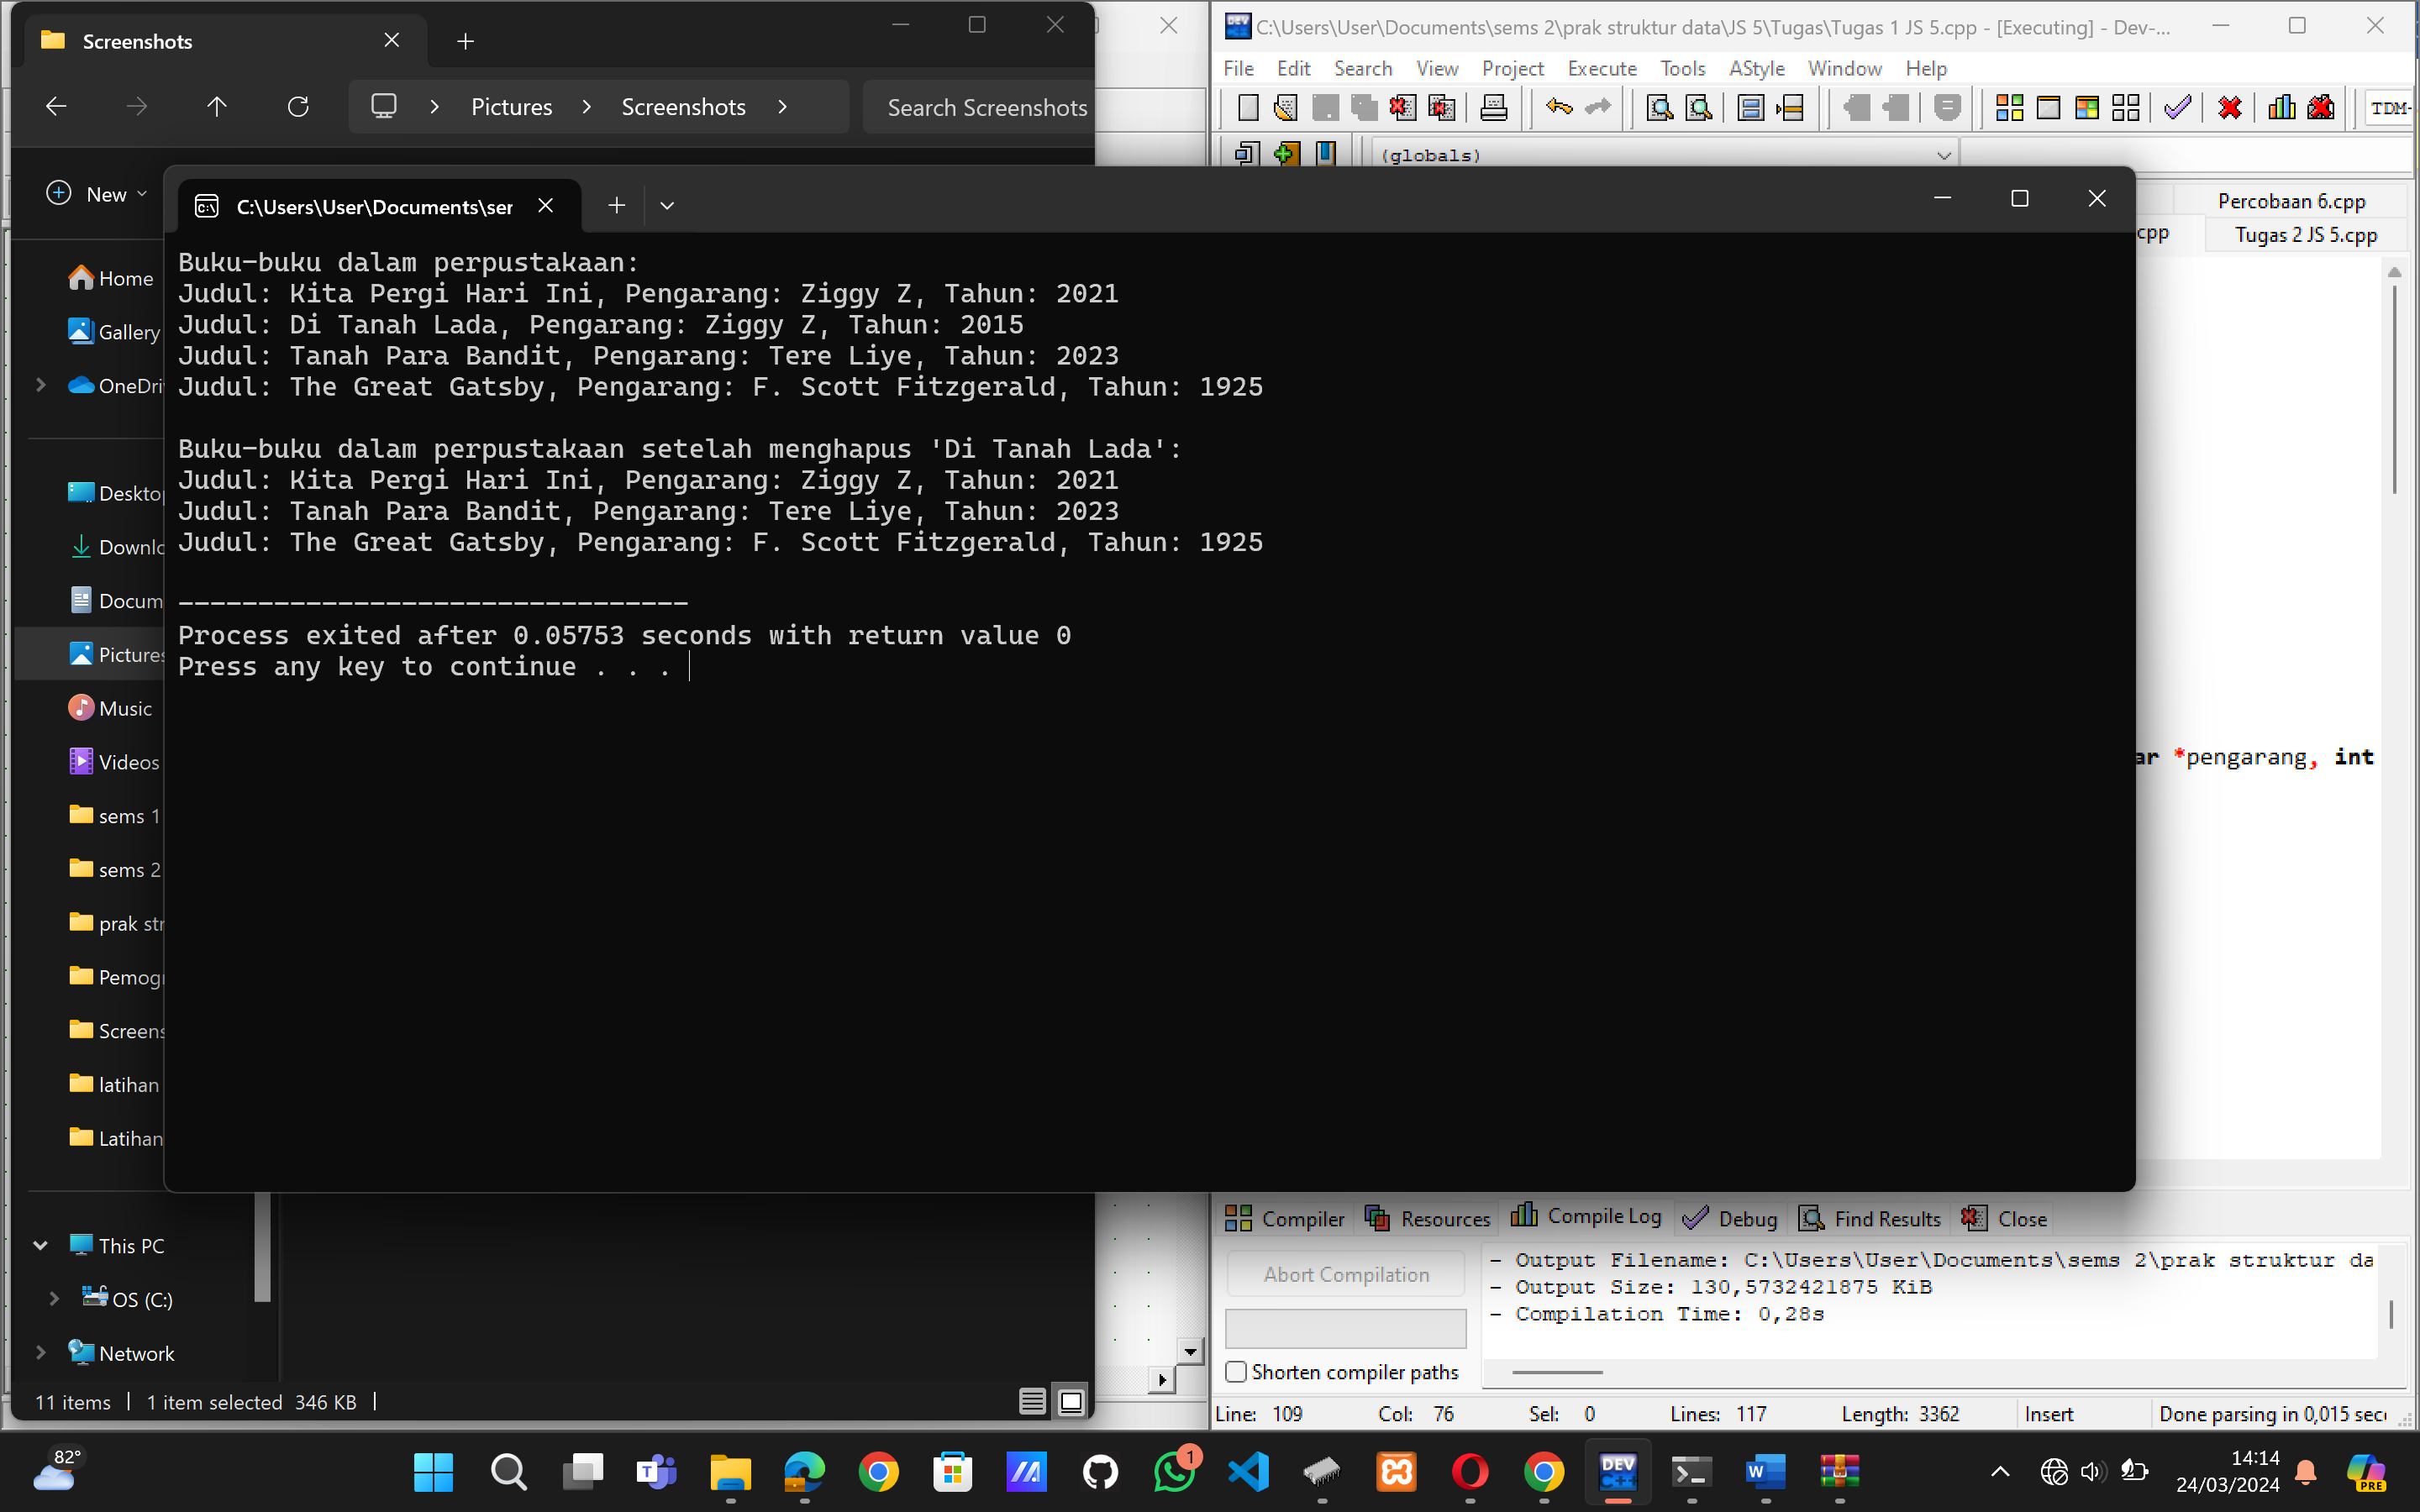 Screenshots
Pictures
Screenshots
Search Screenshots
New
Home
Gallery
OneDri
Desktop
Downlo
Docum
Pictures
Music
Videos
sems 1
sems 2
prak str
Pemogr
Screens
latihan
Latihan
This PC
OS (C:)
Network
11 items
1 item selected 346 KB
C:\Users\User\Documents\ser
Buku-buku dalam perpustakaan:
Judul: Kita Pergi Hari Ini, Pengarang: Ziggy Z, Tahun: 2021
Judul: Di Tanah Lada, Pengarang: Ziggy Z, Tahun: 2015
Judul: Tanah Para Bandit, Pengarang: Tere Liye, Tahun: 2023
Judul: The Great Gatsby, Pengarang: F. Scott Fitzgerald, Tahun: 1925
Buku-buku dalam perpustakaan setelah menghapus 'Di Tanah Lada':
Judul: Kita Pergi Hari Ini, Pengarang: Ziggy Z, Tahun: 2021
Judul: Tanah Para Bandit, Pengarang: Tere Liye, Tahun: 2023
Judul: The Great Gatsby, Pengarang: F. Scott Fitzgerald, Tahun: 1925
--------------------------------
Process exited after 0.05753 seconds with return value 0
Press any key to continue . . .
C:\Users\User\Documents\sems 2\prak struktur data\JS 5\Tugas\Tugas 1 JS 5.cpp - [Executing] - Dev-...
File Edit Search View Project Execute Tools AStyle Window Help
TDM-
(globals)
Percobaan 6.cpp
cpp
Tugas 2 JS 5.cpp
ar *pengarang, int
Compiler Resources Compile Log Debug Find Results Close
Abort Compilation
Shorten compiler paths
- Output Filename: C:\Users\User\Documents\sems 2\prak struktur da
- Output Size: 130,5732421875 KiB
- Compilation Time: 0,28s
Line: 109 Col: 76 Sel: 0 Lines: 117 Length: 3362 Insert Done parsing in 0,015 sec
82°
1
DEV C++
14:14
24/03/2024
PRE